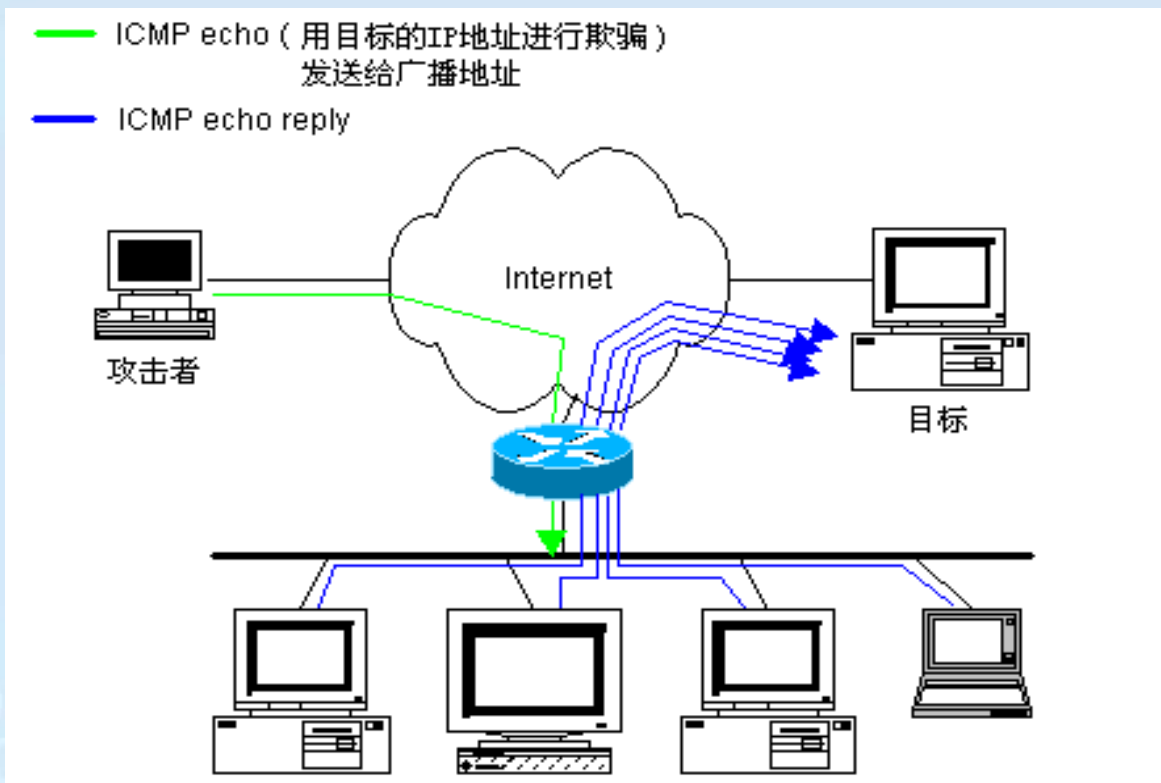 ICMP echo ( 用目标的IP地址进行欺骗 )
发送给广播地址
ICMP echo reply
Internet
攻击者
目标